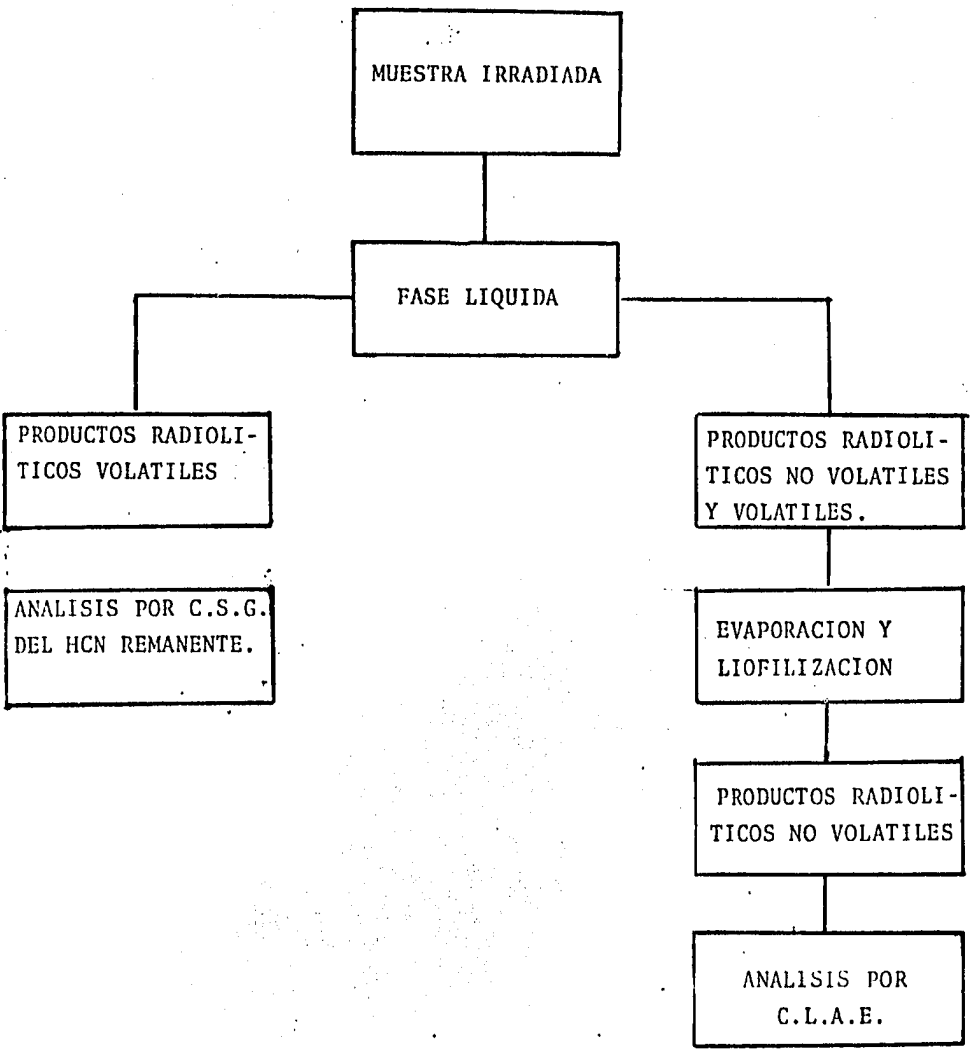 MUESTRA IRRADIADA
FASE LIQUIDA
PRODUCTOS RADIOLI-
TICOS VOLATILES
ANALISIS POR C.S.G.
DEL HCN REMANENTE.
PRODUCTOS RADIOLI-
TICOS NO VOLATILES
Y VOLATILES.
EVAPORACION Y
LIOFILIZACION
PRODUCTOS RADIOLI-
TICOS NO VOLATILES
ANALISIS POR
C.L.A.E.